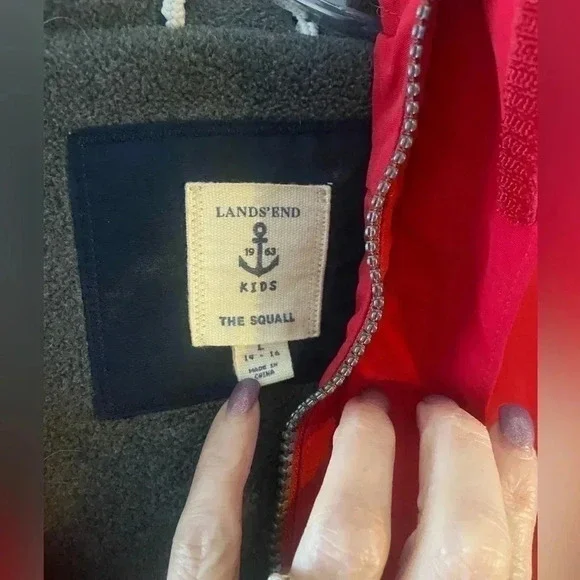 LANDS' END
19 63
KIDS
THE SQUALL
L
14 - 16
MADE IN
CHINA